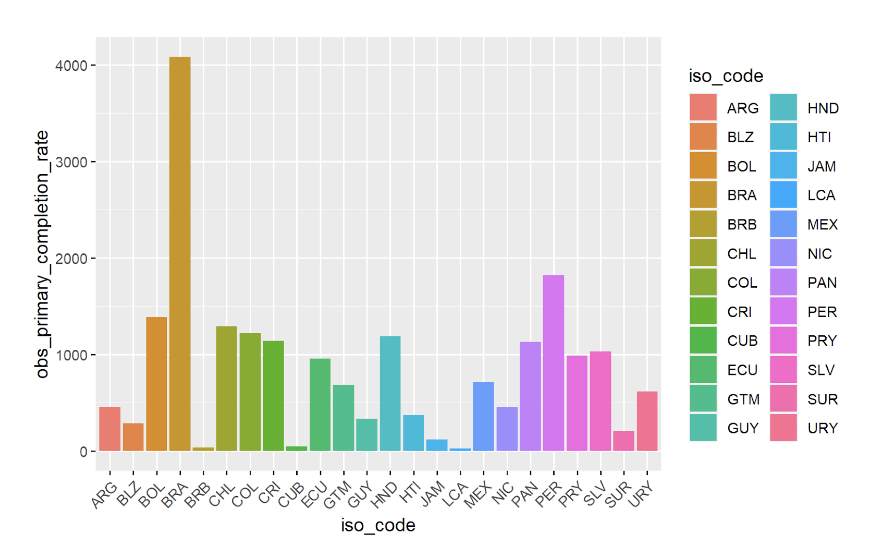 4000
3000
2000
1000
0
obs_primary_completion_rate
ARG
BLZ
BOL
BRA
BRB
CHL
COL
CRI
CUB
ECU
GTM
GUY
HND
HTI
JAM
LCA
MEX
NIC
PAN
PER
PRY
SLV
SUR
URY
iso_code
iso_code
ARG
BLZ
BOL
BRA
BRB
CHL
COL
CRI
CUB
ECU
GTM
GUY
HND
HTI
JAM
LCA
MEX
NIC
PAN
PER
PRY
SLV
SUR
URY